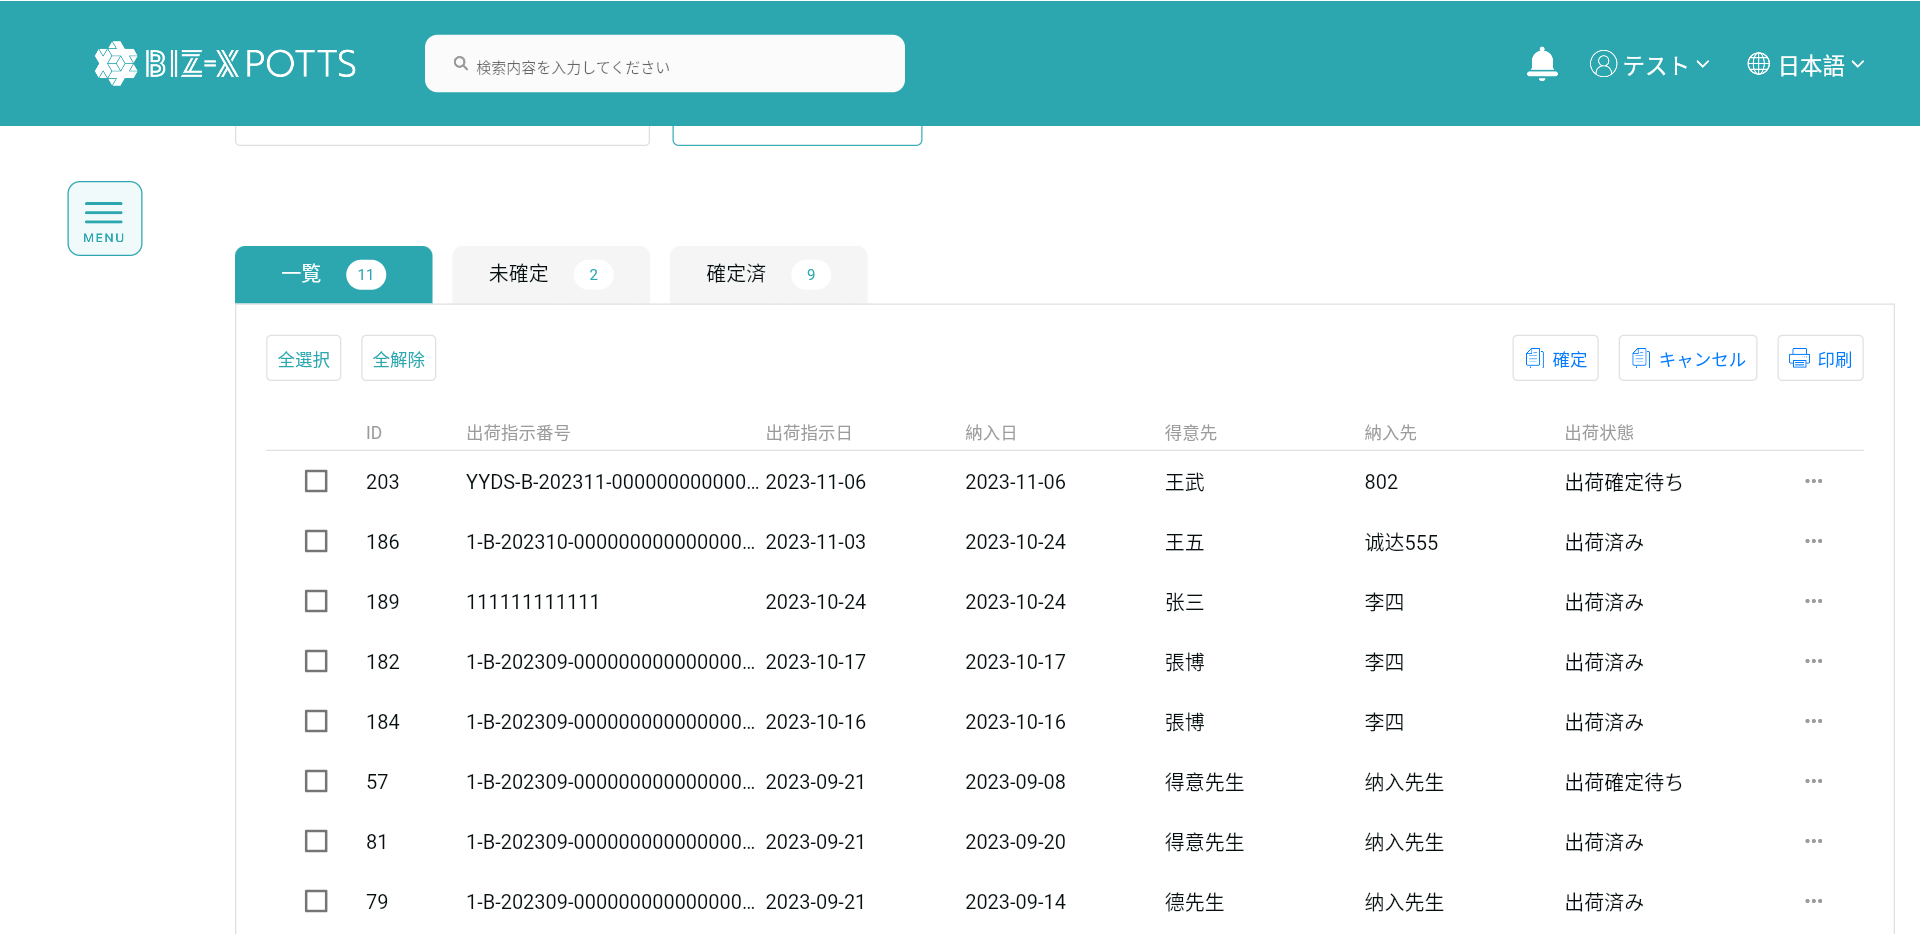 BIZ-X POTTS 検索内容を入力してください テスト 日本語
MENU
一覧 11 未確定 2 確定済 9
全選択 全解除 確定 キャンセル 印刷
ID 出荷指示番号 出荷指示日 納入日 得意先 納入先 出荷状態
203 YYDS-B-202311-000000000000... 2023-11-06 2023-11-06 王武 802 出荷確定待ち
186 1-B-202310-000000000000000... 2023-11-03 2023-10-24 王五 诚达555 出荷済み
189 111111111111 2023-10-24 2023-10-24 张三 李四 出荷済み
182 1-B-202309-000000000000000... 2023-10-17 2023-10-17 張博 李四 出荷済み
184 1-B-202309-000000000000000... 2023-10-16 2023-10-16 張博 李四 出荷済み
57 1-B-202309-000000000000000... 2023-09-21 2023-09-08 得意先生 纳入先生 出荷確定待ち
81 1-B-202309-000000000000000... 2023-09-21 2023-09-20 得意先生 纳入先生 出荷済み
79 1-B-202309-000000000000000... 2023-09-21 2023-09-14 德先生 纳入先生 出荷済み